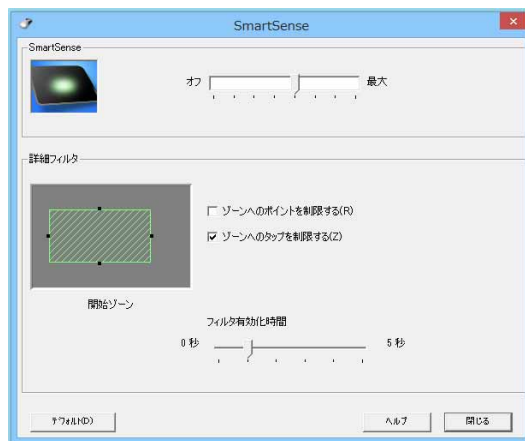 SmartSense
SmartSense
オフ 最大
詳細フィルタ
ゾーンへのポイントを制限する(R)
ゾーンへのタップを制限する(Z)
開始ゾーン
フィルタ有効化時間
0 秒 5 秒
デフォルト(D) ヘルプ 閉じる